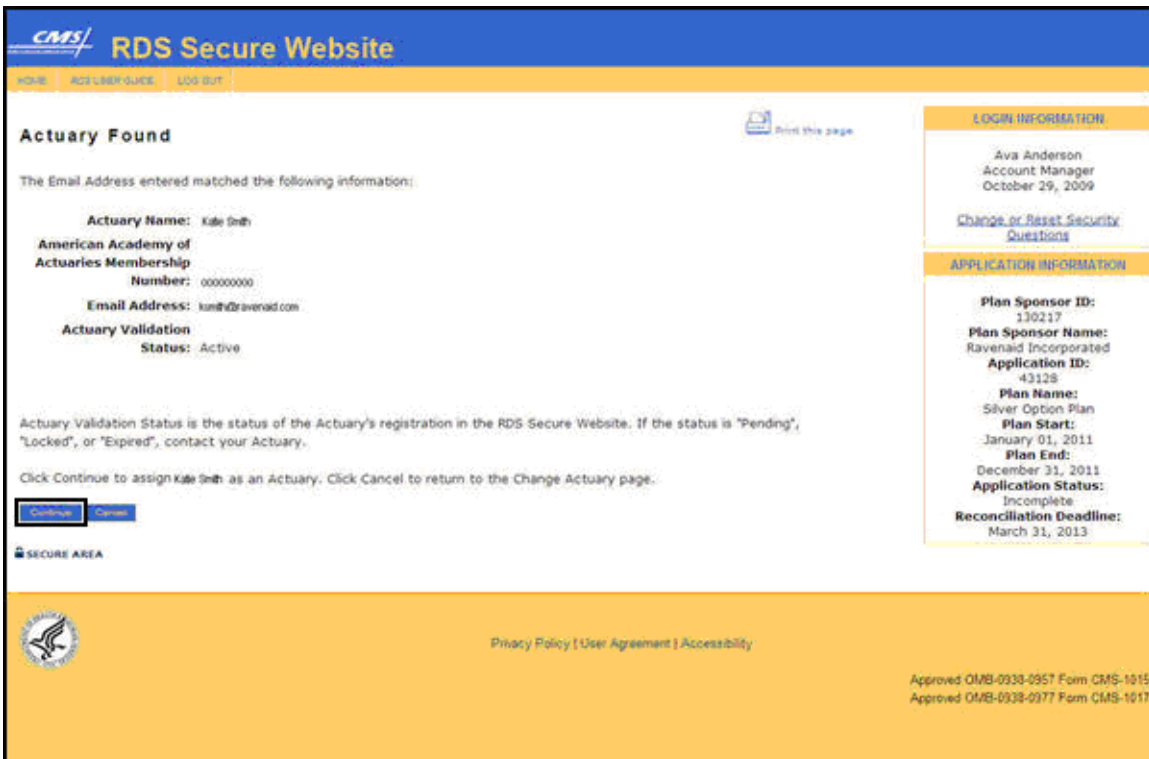 CMS
RDS Secure Website
HOME RDS USER GUIDE LOG OUT
Actuary Found
Print this page
The Email Address entered matched the following information:
Actuary Name: Katie Smith
American Academy of
Actuaries Membership
Number: 000000000
Email Address: ksmith@ravenaid.com
Actuary Validation
Status: Active
Actuary Validation Status is the status of the Actuary's registration in the RDS Secure Website. If the status is "Pending",
"Locked", or "Expired", contact your Actuary.
Click Continue to assign Katie Smith as an Actuary. Click Cancel to return to the Change Actuary page.
Continue Cancel
SECURE AREA
LOGIN INFORMATION
Ava Anderson
Account Manager
October 29, 2009
Change or Reset Security
Questions
APPLICATION INFORMATION
Plan Sponsor ID:
130217
Plan Sponsor Name:
Ravenaid Incorporated
Application ID:
43128
Plan Name:
Silver Option Plan
Plan Start:
January 01, 2011
Plan End:
December 31, 2011
Application Status:
Incomplete
Reconciliation Deadline:
March 31, 2013
Privacy Policy | User Agreement | Accessibility
Approved OMB-0938-0957 Form CMS-1015
Approved OMB-0938-0977 Form CMS-1017